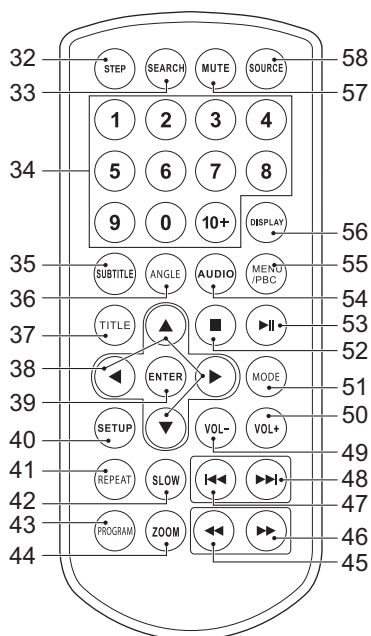 32 STEP SEARCH MUTE SOURCE 58
33 57
1 2 3 4
34
5 6 7 8
9 0 10+ DISPLAY
56
35 SUBTITLE ANGLE AUDIO MENU /PBC 55
36 54
TITLE 53
37
52
38
39 ENTER MODE 51
SETUP VOL- VOL+ 50
40
49
41 REPEAT SLOW 48
42 47
43 PROGRAM ZOOM 46
44 45